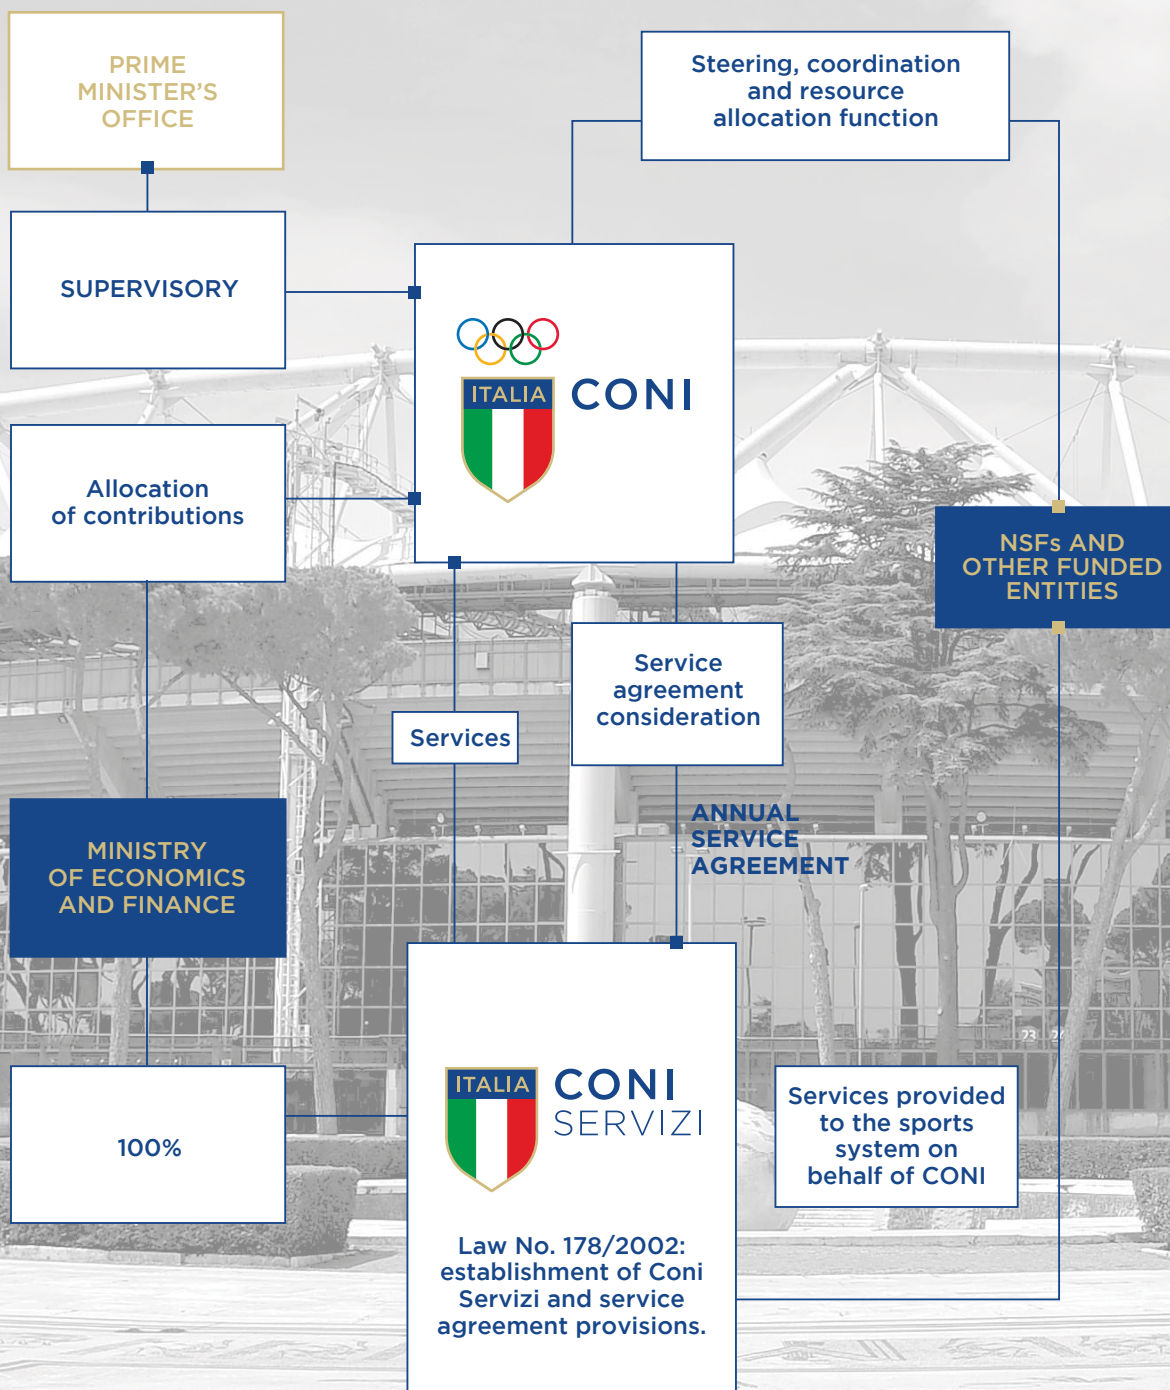 PRIME
MINISTER'S
OFFICE
Steering, coordination
and resource
allocation function
SUPERVISORY
ITALIA
CONI
Allocation
of contributions
NSFs AND
OTHER FUNDED
ENTITIES
Service
agreement
consideration
Services
ANNUAL
SERVICE
AGREEMENT
MINISTRY
OF ECONOMICS
AND FINANCE
23 24
ITALIA
CONI
SERVIZI
Services provided
to the sports
system on
behalf of CONI
100%
Law No. 178/2002:
establishment of Coni
Servizi and service
agreement provisions.